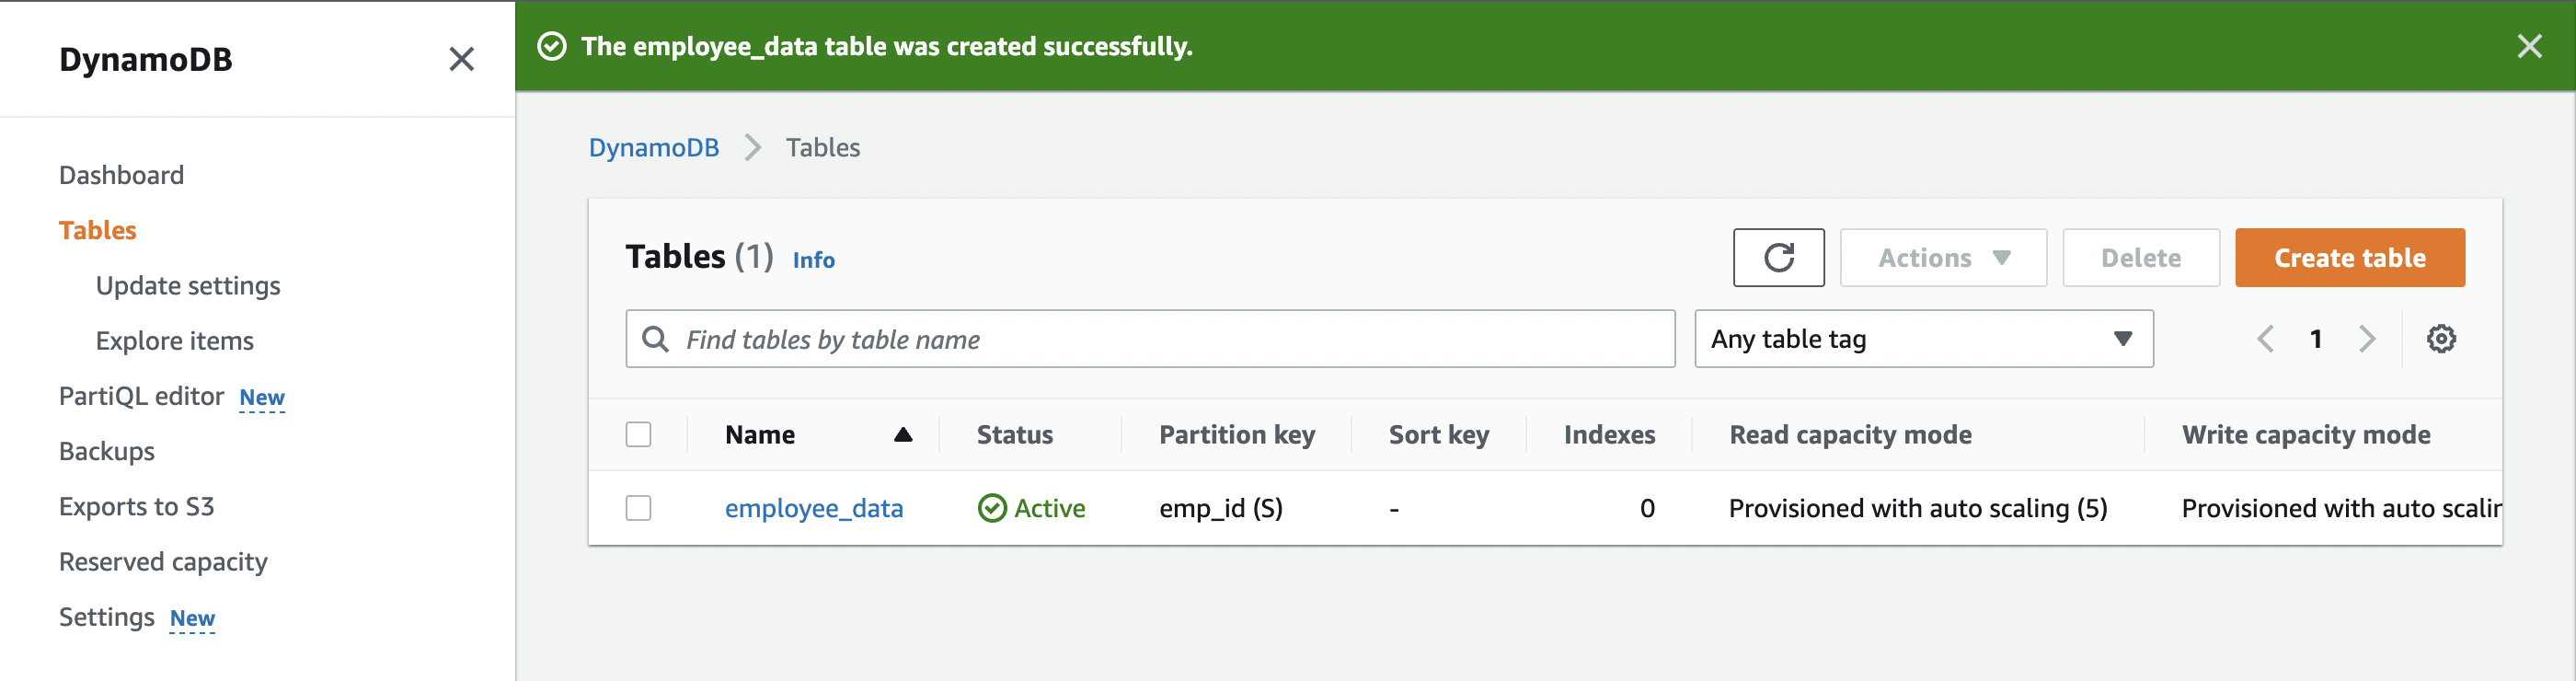 DynamoDB
Dashboard
Tables
Update settings
Explore items
PartiQL editor New
Backups
Exports to S3
Reserved capacity
Settings New
The employee_data table was created successfully.
DynamoDB Tables
Tables (1) Info
Actions Delete Create table
Find tables by table name Any table tag 1
Name Status Partition key Sort key Indexes Read capacity mode Write capacity mode
employee_data Active emp_id (S) - 0 Provisioned with auto scaling (5) Provisioned with auto